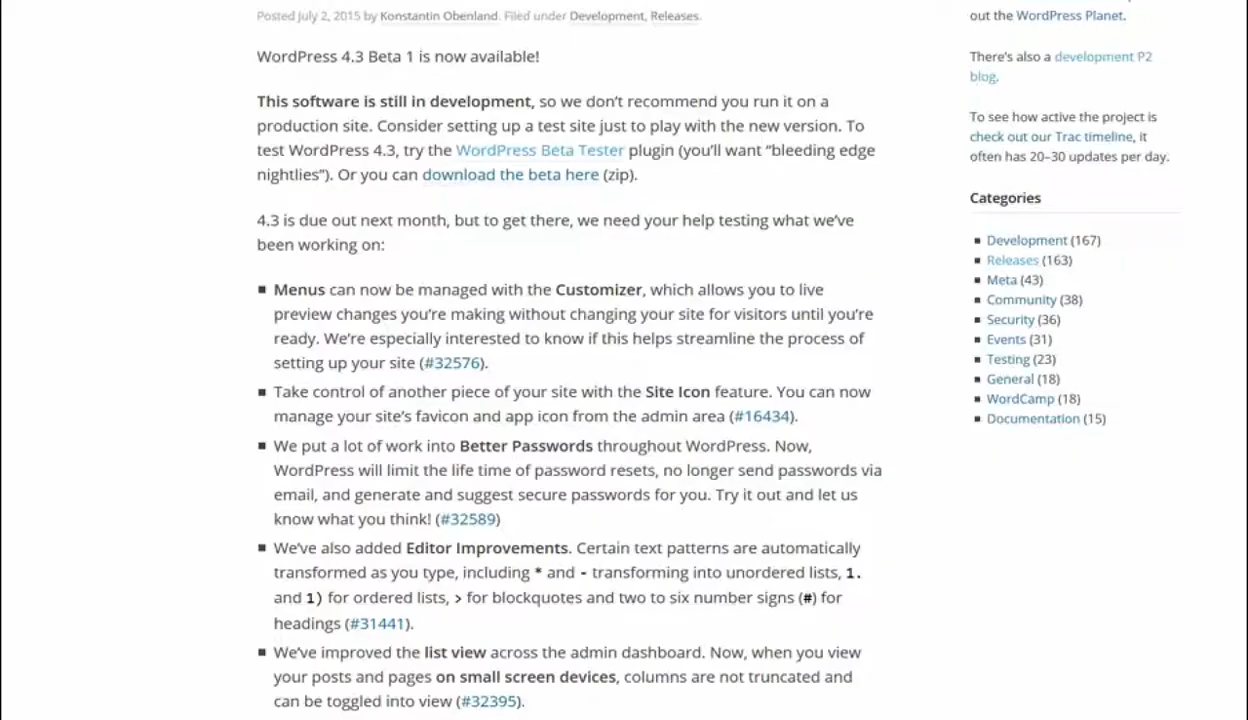 Posted July 2, 2015 by Konstantin Obenland. Filed under Development, Releases.
WordPress 4.3 Beta 1 is now available!
This software is still in development, so we don't recommend you run it on a
production site. Consider setting up a test site just to play with the new version. To
test WordPress 4.3, try the WordPress Beta Tester plugin (you'll want “bleeding edge
nightlies”). Or you can download the beta here (zip).
4.3 is due out next month, but to get there, we need your help testing what we've
been working on:
■ Menus can now be managed with the Customizer, which allows you to live
preview changes you're making without changing your site for visitors until you're
ready. We're especially interested to know if this helps streamline the process of
setting up your site (#32576).
■ Take control of another piece of your site with the Site Icon feature. You can now
manage your site's favicon and app icon from the admin area (#16434).
■ We put a lot of work into Better Passwords throughout WordPress. Now,
WordPress will limit the life time of password resets, no longer send passwords via
email, and generate and suggest secure passwords for you. Try it out and let us
know what you think! (#32589)
■ We've also added Editor Improvements. Certain text patterns are automatically
transformed as you type, including * and - transforming into unordered lists, 1.
and 1) for ordered lists, > for blockquotes and two to six number signs (#) for
headings (#31441).
■ We've improved the list view across the admin dashboard. Now, when you view
your posts and pages on small screen devices, columns are not truncated and
can be toggled into view (#32395).
out the WordPress Planet.
There's also a development P2
blog.
To see how active the project is
check out our Trac timeline, it
often has 20–30 updates per day.
Categories
■ Development (167)
■ Releases (163)
■ Meta (43)
■ Community (38)
■ Security (36)
■ Events (31)
■ Testing (23)
■ General (18)
■ WordCamp (18)
■ Documentation (15)